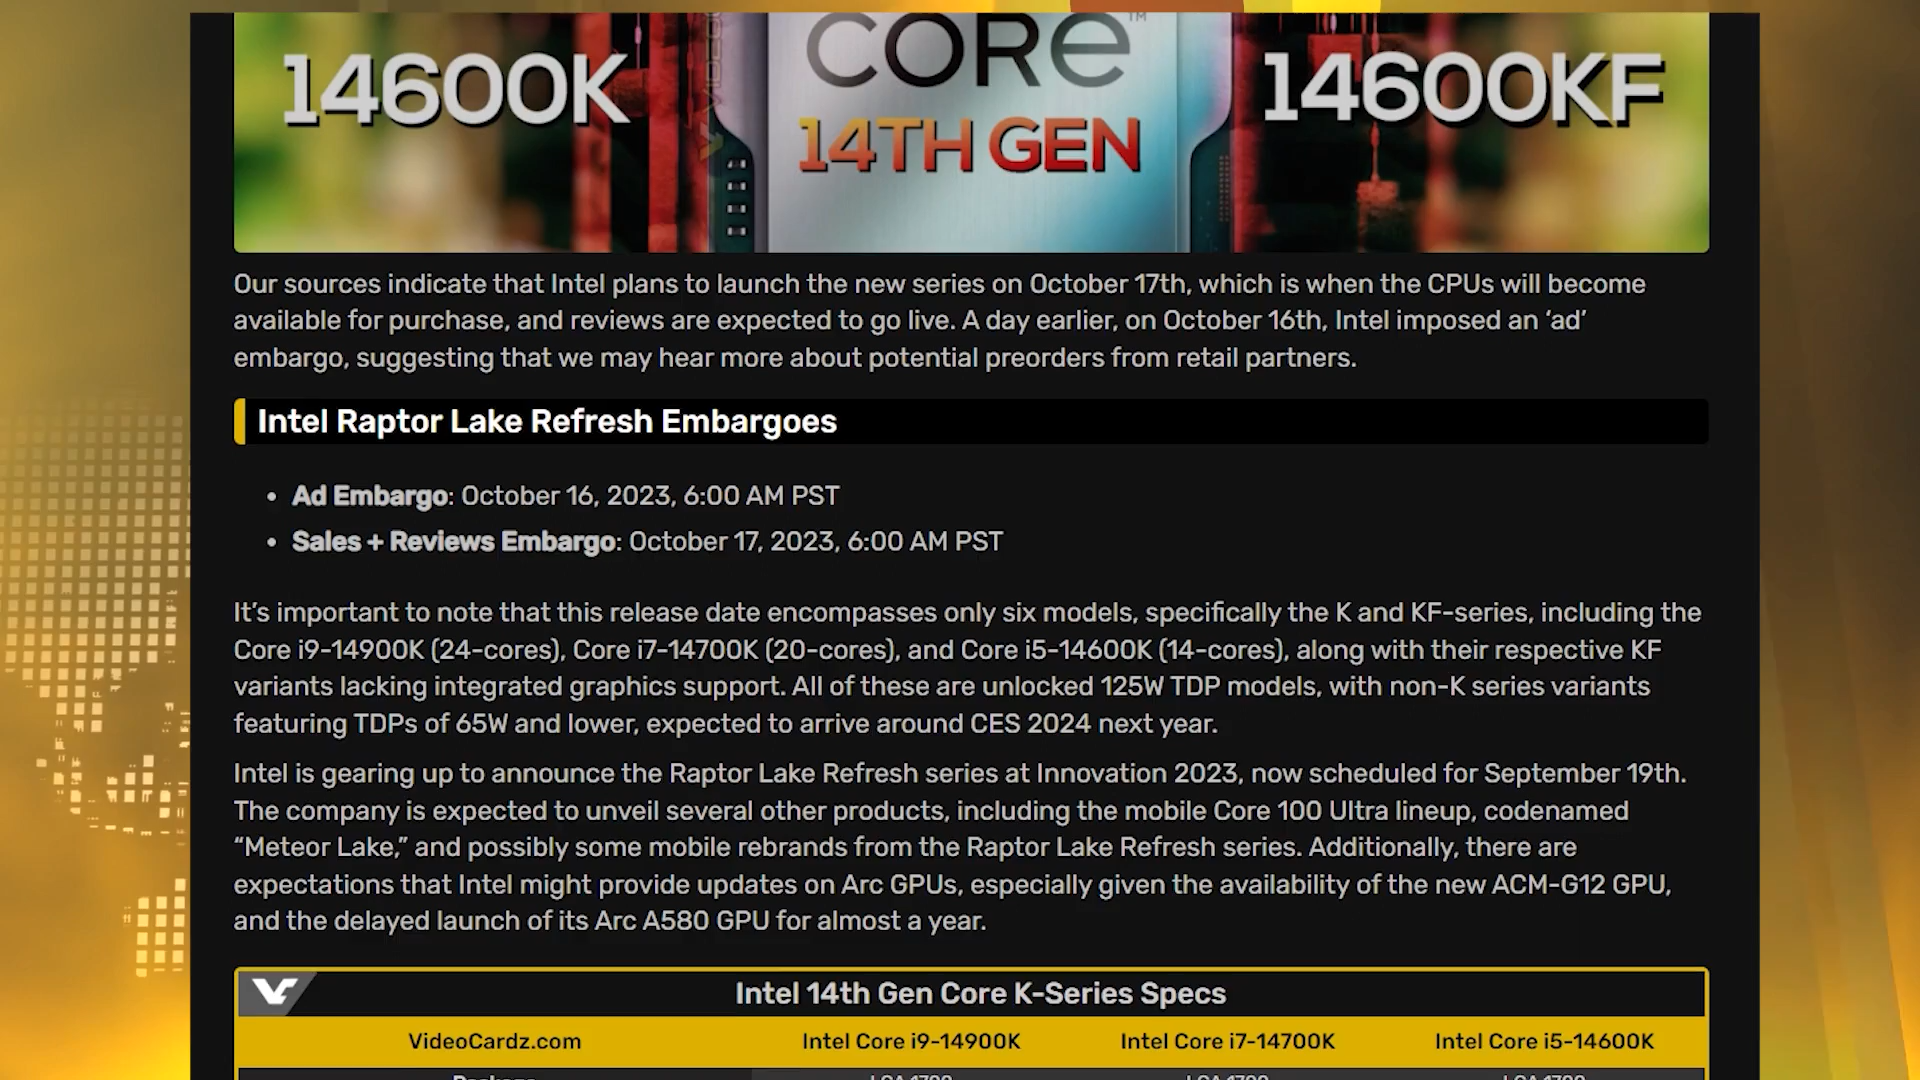 CORe™
14600K
14600KF
14TH GEN
Our sources indicate that Intel plans to launch the new series on October 17th, which is when the CPUs will become
available for purchase, and reviews are expected to go live. A day earlier, on October 16th, Intel imposed an ‘ad’
embargo, suggesting that we may hear more about potential preorders from retail partners.
Intel Raptor Lake Refresh Embargoes
• Ad Embargo: October 16, 2023, 6:00 AM PST
• Sales + Reviews Embargo: October 17, 2023, 6:00 AM PST
It’s important to note that this release date encompasses only six models, specifically the K and KF-series, including the
Core i9-14900K (24-cores), Core i7-14700K (20-cores), and Core i5-14600K (14-cores), along with their respective KF
variants lacking integrated graphics support. All of these are unlocked 125W TDP models, with non-K series variants
featuring TDPs of 65W and lower, expected to arrive around CES 2024 next year.
Intel is gearing up to announce the Raptor Lake Refresh series at Innovation 2023, now scheduled for September 19th.
The company is expected to unveil several other products, including the mobile Core 100 Ultra lineup, codenamed
“Meteor Lake,” and possibly some mobile rebrands from the Raptor Lake Refresh series. Additionally, there are
expectations that Intel might provide updates on Arc GPUs, especially given the availability of the new ACM-G12 GPU,
and the delayed launch of its Arc A580 GPU for almost a year.
Intel 14th Gen Core K-Series Specs
VideoCardz.com Intel Core i9-14900K Intel Core i7-14700K Intel Core i5-14600K